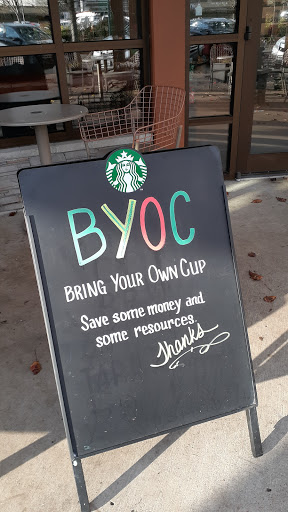 BYOC
BRING YOUR OWN CUP
Save some money and
some resources.
Thanks